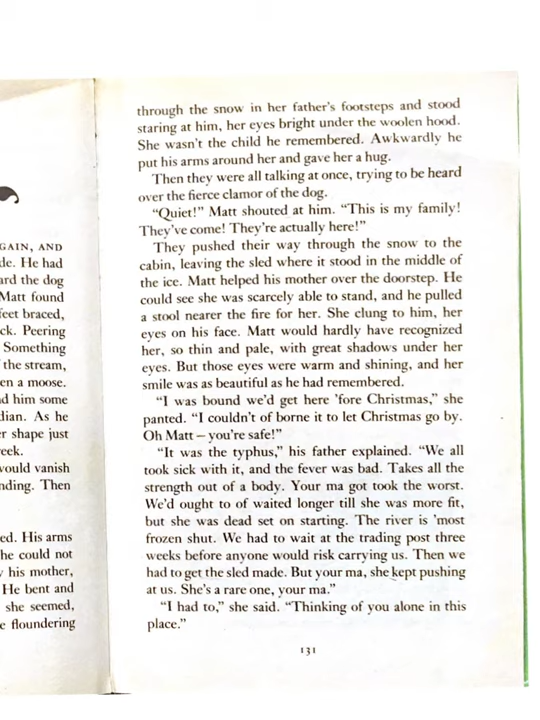 GAIN, AND
de. He had
ard the dog
Matt found
feet braced,
ck. Peering
Something
the stream,
en a moose.
d him some
dian. As he
r shape just
eek.
would vanish
nding. Then
ed. His arms
he could not
y his mother,
He bent and
she seemed,
e floundering
through the snow in her father's footsteps and stood
staring at him, her eyes bright under the woolen hood.
She wasn't the child he remembered. Awkwardly he
put his arms around her and gave her a hug.
Then they were all talking at once, trying to be heard
over the fierce clamor of the dog.
"Quiet!" Matt shouted at him. "This is my family!
They've come! They're actually here!"
They pushed their way through the snow to the
cabin, leaving the sled where it stood in the middle of
the ice. Matt helped his mother over the doorstep. He
could see she was scarcely able to stand, and he pulled
a stool nearer the fire for her. She clung to him, her
eyes on his face. Matt would hardly have recognized
her, so thin and pale, with great shadows under her
eyes. But those eyes were warm and shining, and her
smile was as beautiful as he had remembered.
"I was bound we'd get here 'fore Christmas," she
panted. "I couldn't of borne it to let Christmas go by.
Oh Matt – you're safe!"
"It was the typhus," his father explained. "We all
took sick with it, and the fever was bad. Takes all the
strength out of a body. Your ma got took the worst.
We'd ought to of waited longer till she was more fit,
but she was dead set on starting. The river is 'most
frozen shut. We had to wait at the trading post three
weeks before anyone would risk carrying us. Then we
had to get the sled made. But your ma, she kept pushing
at us. She's a rare one, your ma."
"I had to," she said. "Thinking of you alone in this
place."
131